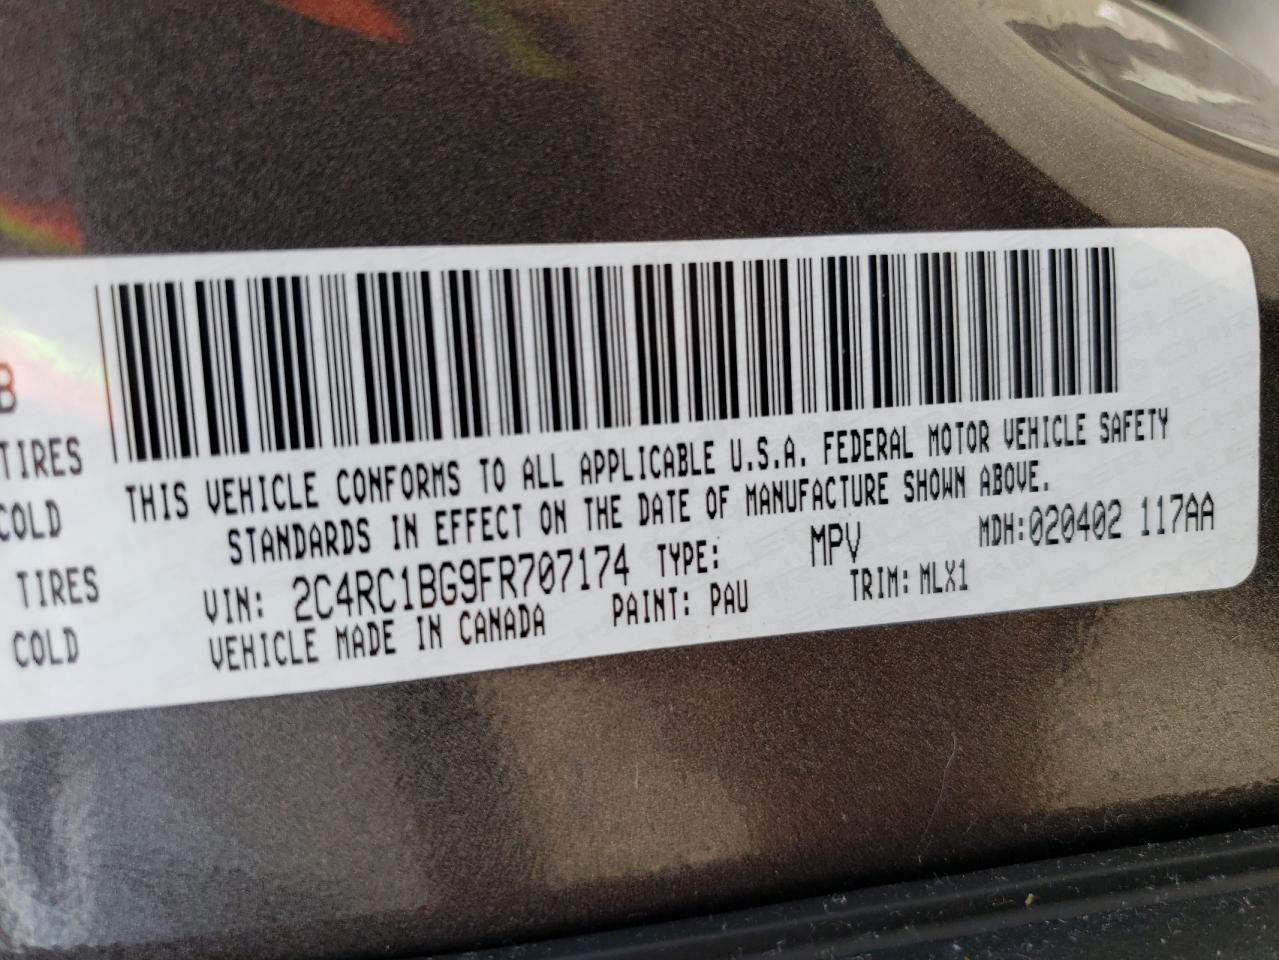 B
TIRES
COLD
TIRES
COLD
THIS VEHICLE CONFORMS TO ALL APPLICABLE U.S.A. FEDERAL MOTOR VEHICLE SAFETY
STANDARDS IN EFFECT ON THE DATE OF MANUFACTURE SHOWN ABOVE.
VIN: 2C4RC1BG9FR707174 TYPE: MPV MDH:020402 117AA
VEHICLE MADE IN CANADA PAINT: PAU TRIM: MLX1